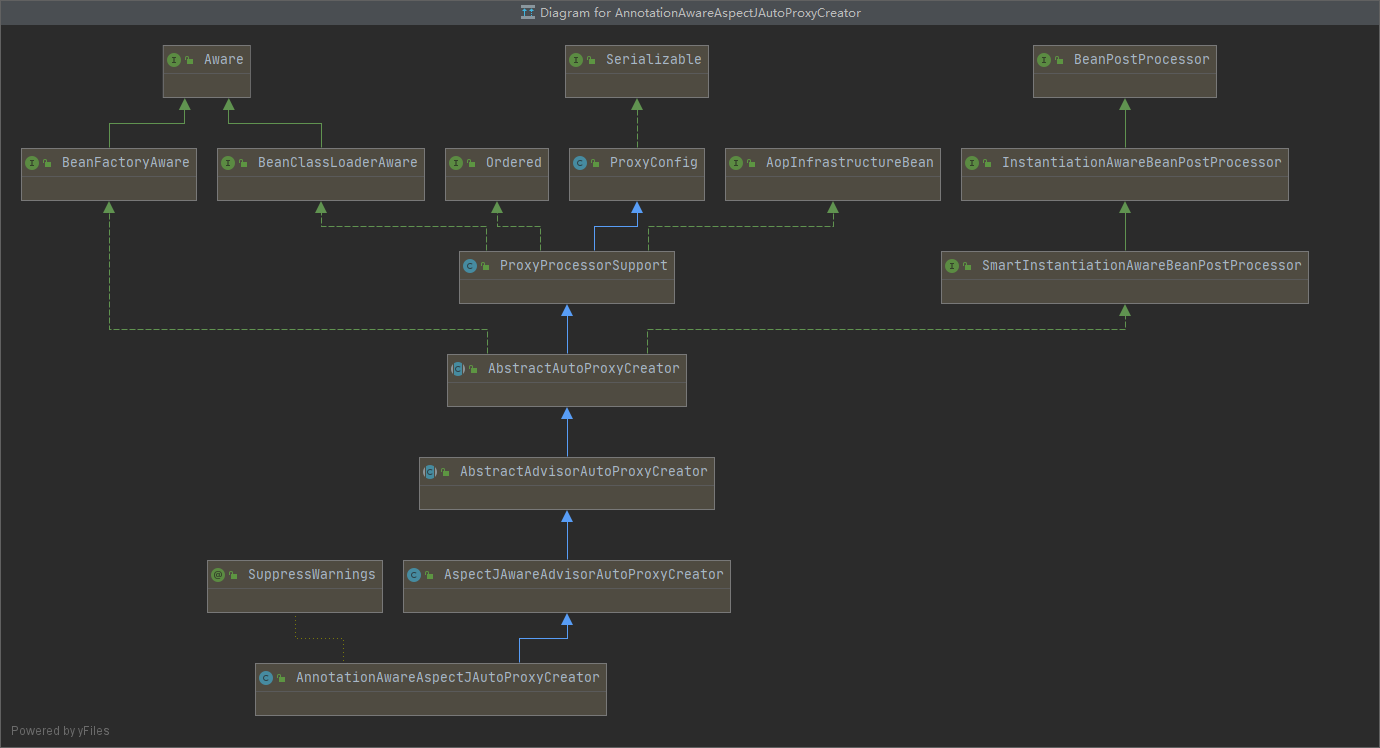 Diagram for AnnotationAwareAspectJAutoProxyCreator
Aware
Serializable
BeanPostProcessor
BeanFactoryAware
BeanClassLoaderAware
Ordered
ProxyConfig
AopInfrastructureBean
InstantiationAwareBeanPostProcessor
ProxyProcessorSupport
SmartInstantiationAwareBeanPostProcessor
AbstractAutoProxyCreator
AbstractAdvisorAutoProxyCreator
SuppressWarnings
AspectJAwareAdvisorAutoProxyCreator
AnnotationAwareAspectJAutoProxyCreator
Powered by yFiles